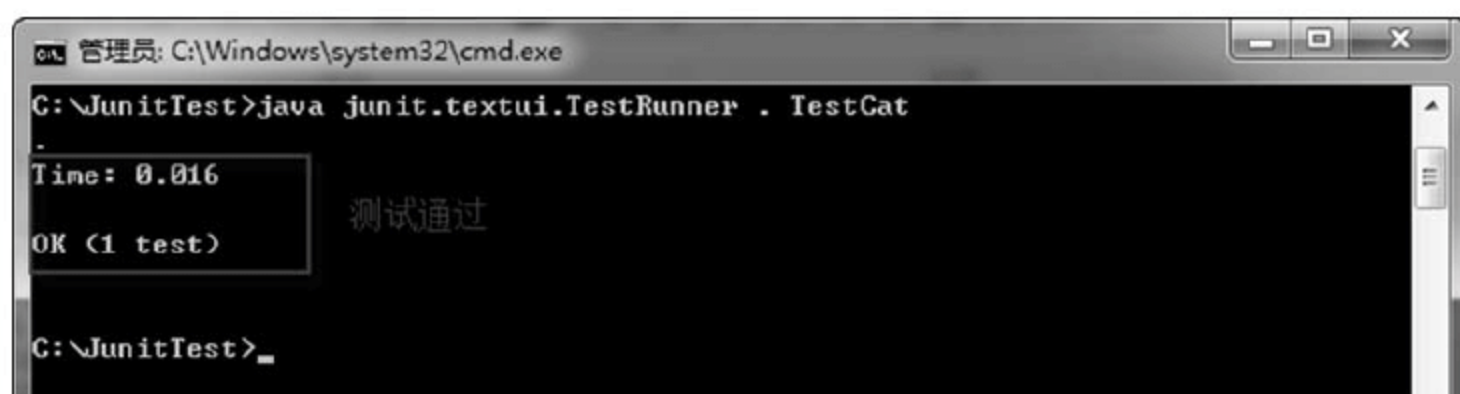 管理员: C:\Windows\system32\cmd.exe
C:\JunitTest>java junit.textui.TestRunner . TestCat
.
Time: 0.016
测试通过
OK (1 test)
C:\JunitTest>_